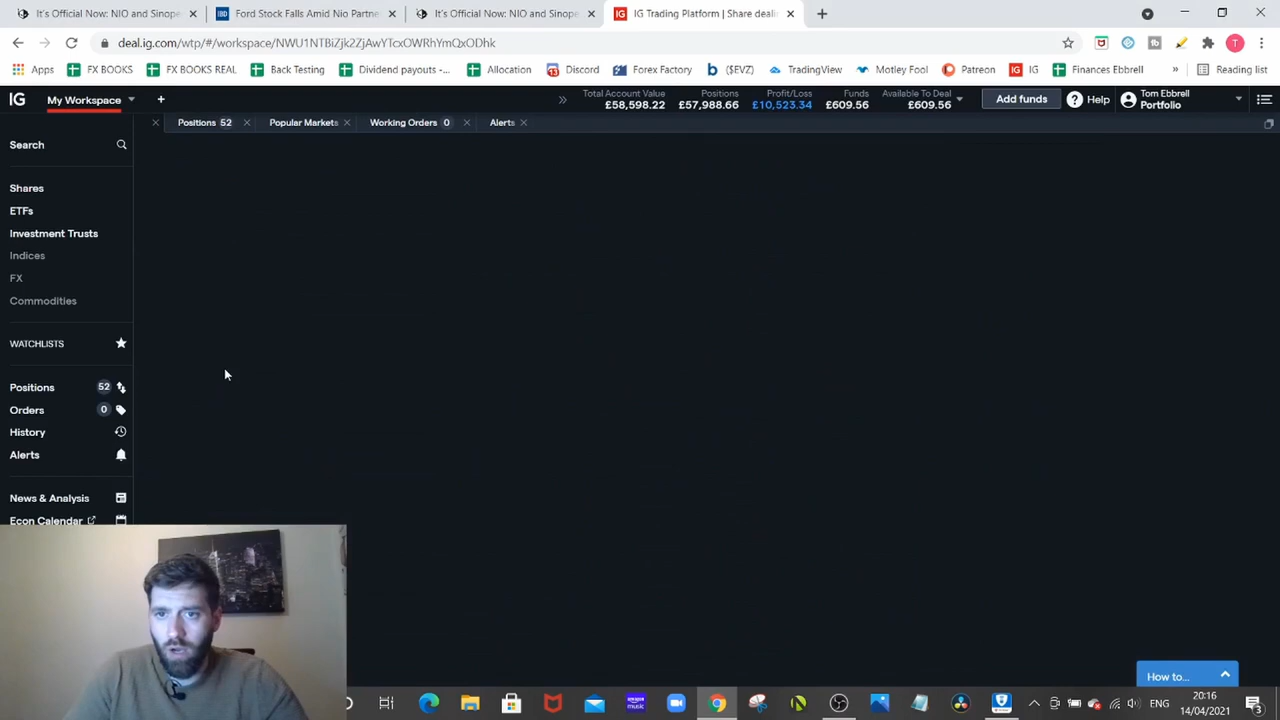 It's Official Now: NIO and Sinope
Ford Stock Falls Amid Nio Partne
It's Official Now: NIO and Sinope
IG Trading Platform | Share dealin
deal.ig.com/wtp/#/workspace/NWU1NTBiZjk2ZjAwYTcxOWRhYmQxODhk
Apps
FX BOOKS
FX BOOKS REAL
Back Testing
Dividend payouts -...
Allocation
Discord
Forex Factory
($EVZ)
TradingView
Motley Fool
Patreon
IG
Finances Ebbrell
»
Reading list
IG
My Workspace
Total Account Value
£58,598.22
Positions
£57,988.66
Profit/Loss
£10,523.34
Funds
£609.56
Available To Deal
£609.56
Add funds
Help
Tom Ebbrell
Portfolio
Positions 52
Popular Markets
Working Orders 0
Alerts
Search
Shares
ETFs
Investment Trusts
Indices
FX
Commodities
WATCHLISTS
Positions 52
Orders 0
History
Alerts
News & Analysis
Econ Calendar
How to...
ENG
20:16
14/04/2021